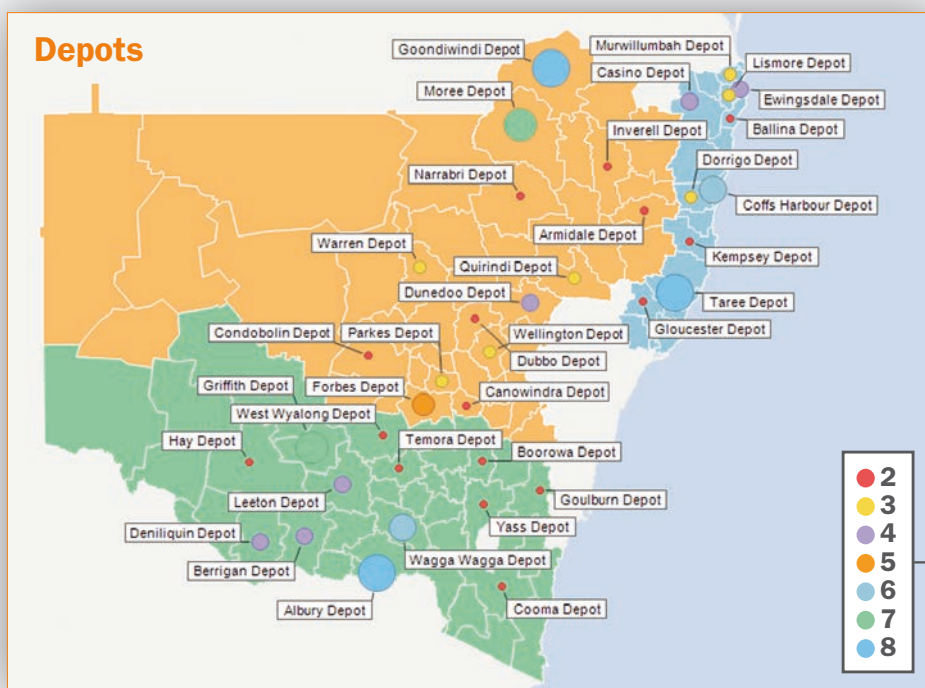 Depots
Goondiwindi Depot
Murwillumbah Depot
Lismore Depot
Casino Depot
Moree Depot
Ewingsdale Depot
Ballina Depot
Inverell Depot
Dorrigo Depot
Narrabri Depot
Coffs Harbour Depot
Armidale Depot
Warren Depot
Kempsey Depot
Quirindi Depot
Dunedoo Depot
Taree Depot
Gloucester Depot
Condobolin Depot
Parkes Depot
Wellington Depot
Dubbo Depot
Griffith Depot
Forbes Depot
Canowindra Depot
West Wyalong Depot
Hay Depot
Temora Depot
Boorowa Depot
Leeton Depot
Goulburn Depot
Yass Depot
Deniliquin Depot
Wagga Wagga Depot
Berrigan Depot
Albury Depot
Cooma Depot
2
3
4
5
6
7
8